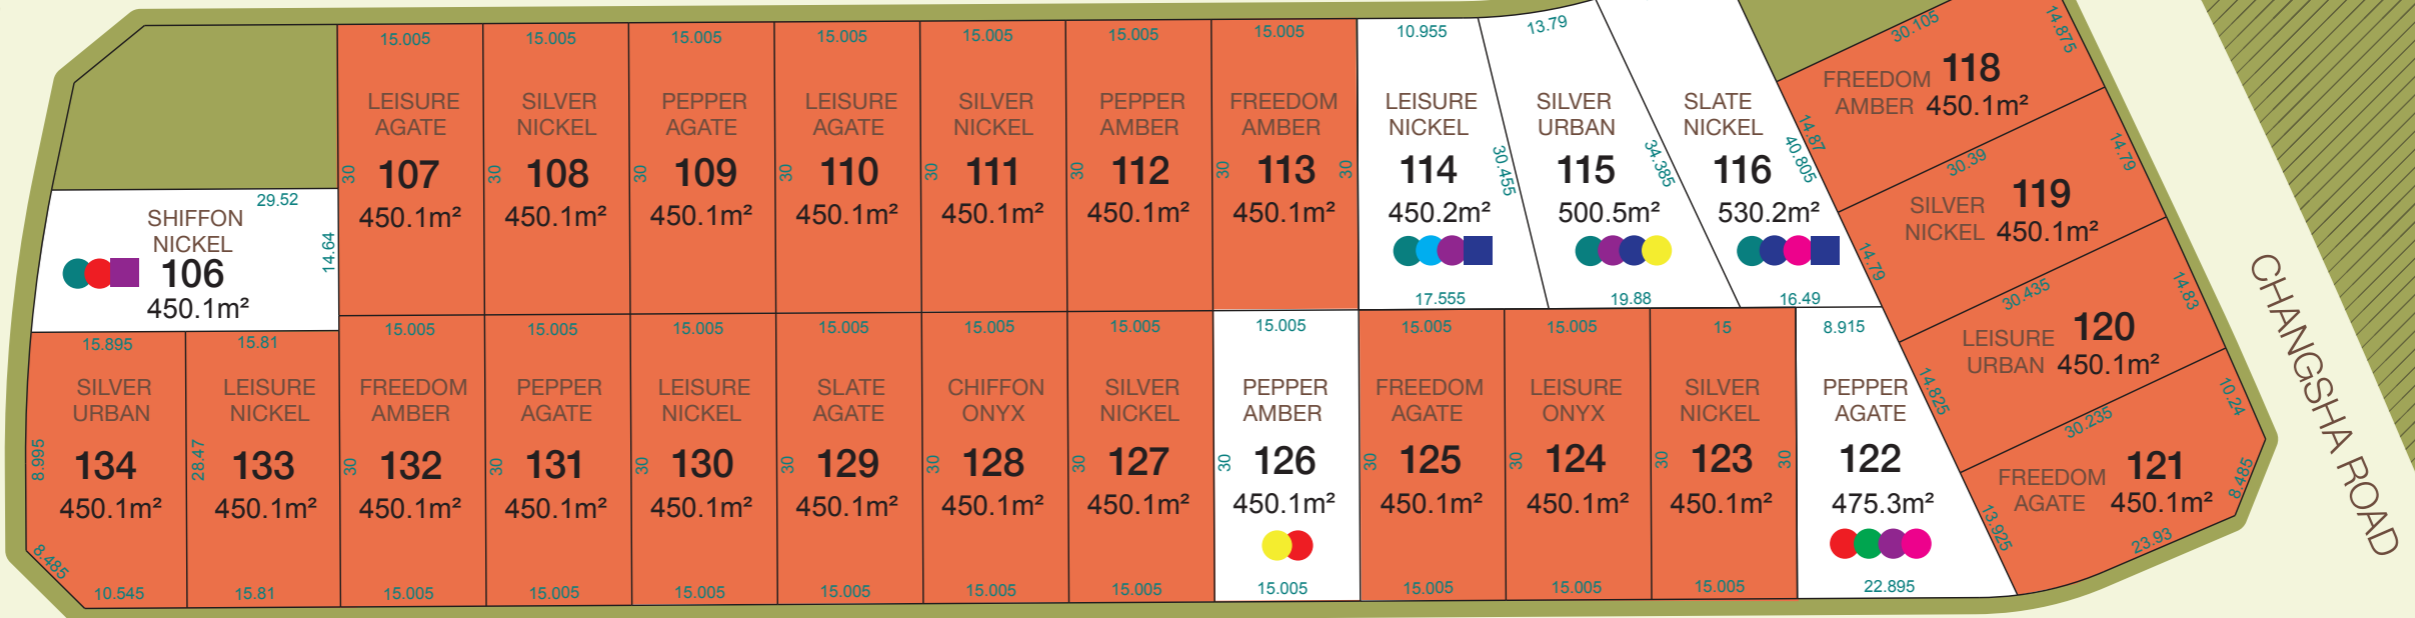 15.005
LEISURE
AGATE
30
107
450.1m²
15.005
SILVER
NICKEL
30
108
450.1m²
15.005
PEPPER
AGATE
30
109
450.1m²
15.005
LEISURE
AGATE
30
110
450.1m²
15.005
SILVER
NICKEL
30
111
450.1m²
15.005
PEPPER
AMBER
30
112
450.1m²
15.005
FREEDOM
AMBER
30
113
30
450.1m²
10.955
LEISURE
NICKEL
114
450.2m²
17.555
30.455
13.79
SILVER
URBAN
115
500.5m²
19.88
34.385
SLATE
NICKEL
116
530.2m²
16.49
40.805
30.105
14.875
FREEDOM
AMBER
118
450.1m²
14.87
30.39
14.79
SILVER
NICKEL
119
450.1m²
14.79
30.435
14.83
LEISURE
URBAN
120
450.1m²
14.825
30.235
10.24
FREEDOM
AGATE
121
450.1m²
8.485
13.925
23.93
CHANGSHA ROAD
29.52
SHIFFON
NICKEL
106
450.1m²
14.64
15.895
SILVER
URBAN
8.995
134
450.1m²
8.485
10.545
15.81
LEISURE
NICKEL
28.47
133
450.1m²
15.81
15.005
FREEDOM
AMBER
30
132
450.1m²
15.005
15.005
PEPPER
AGATE
30
131
450.1m²
15.005
15.005
LEISURE
NICKEL
30
130
450.1m²
15.005
15.005
SLATE
AGATE
30
129
450.1m²
15.005
15.005
CHIFFON
ONYX
30
128
450.1m²
15.005
15.005
SILVER
NICKEL
30
127
450.1m²
15.005
15.005
PEPPER
AMBER
30
126
450.1m²
15.005
15.005
FREEDOM
AGATE
30
125
450.1m²
15.005
15.005
LEISURE
ONYX
30
124
450.1m²
15.005
15
SILVER
NICKEL
30
123
30
450.1m²
15.005
8.915
PEPPER
AGATE
122
475.3m²
22.895